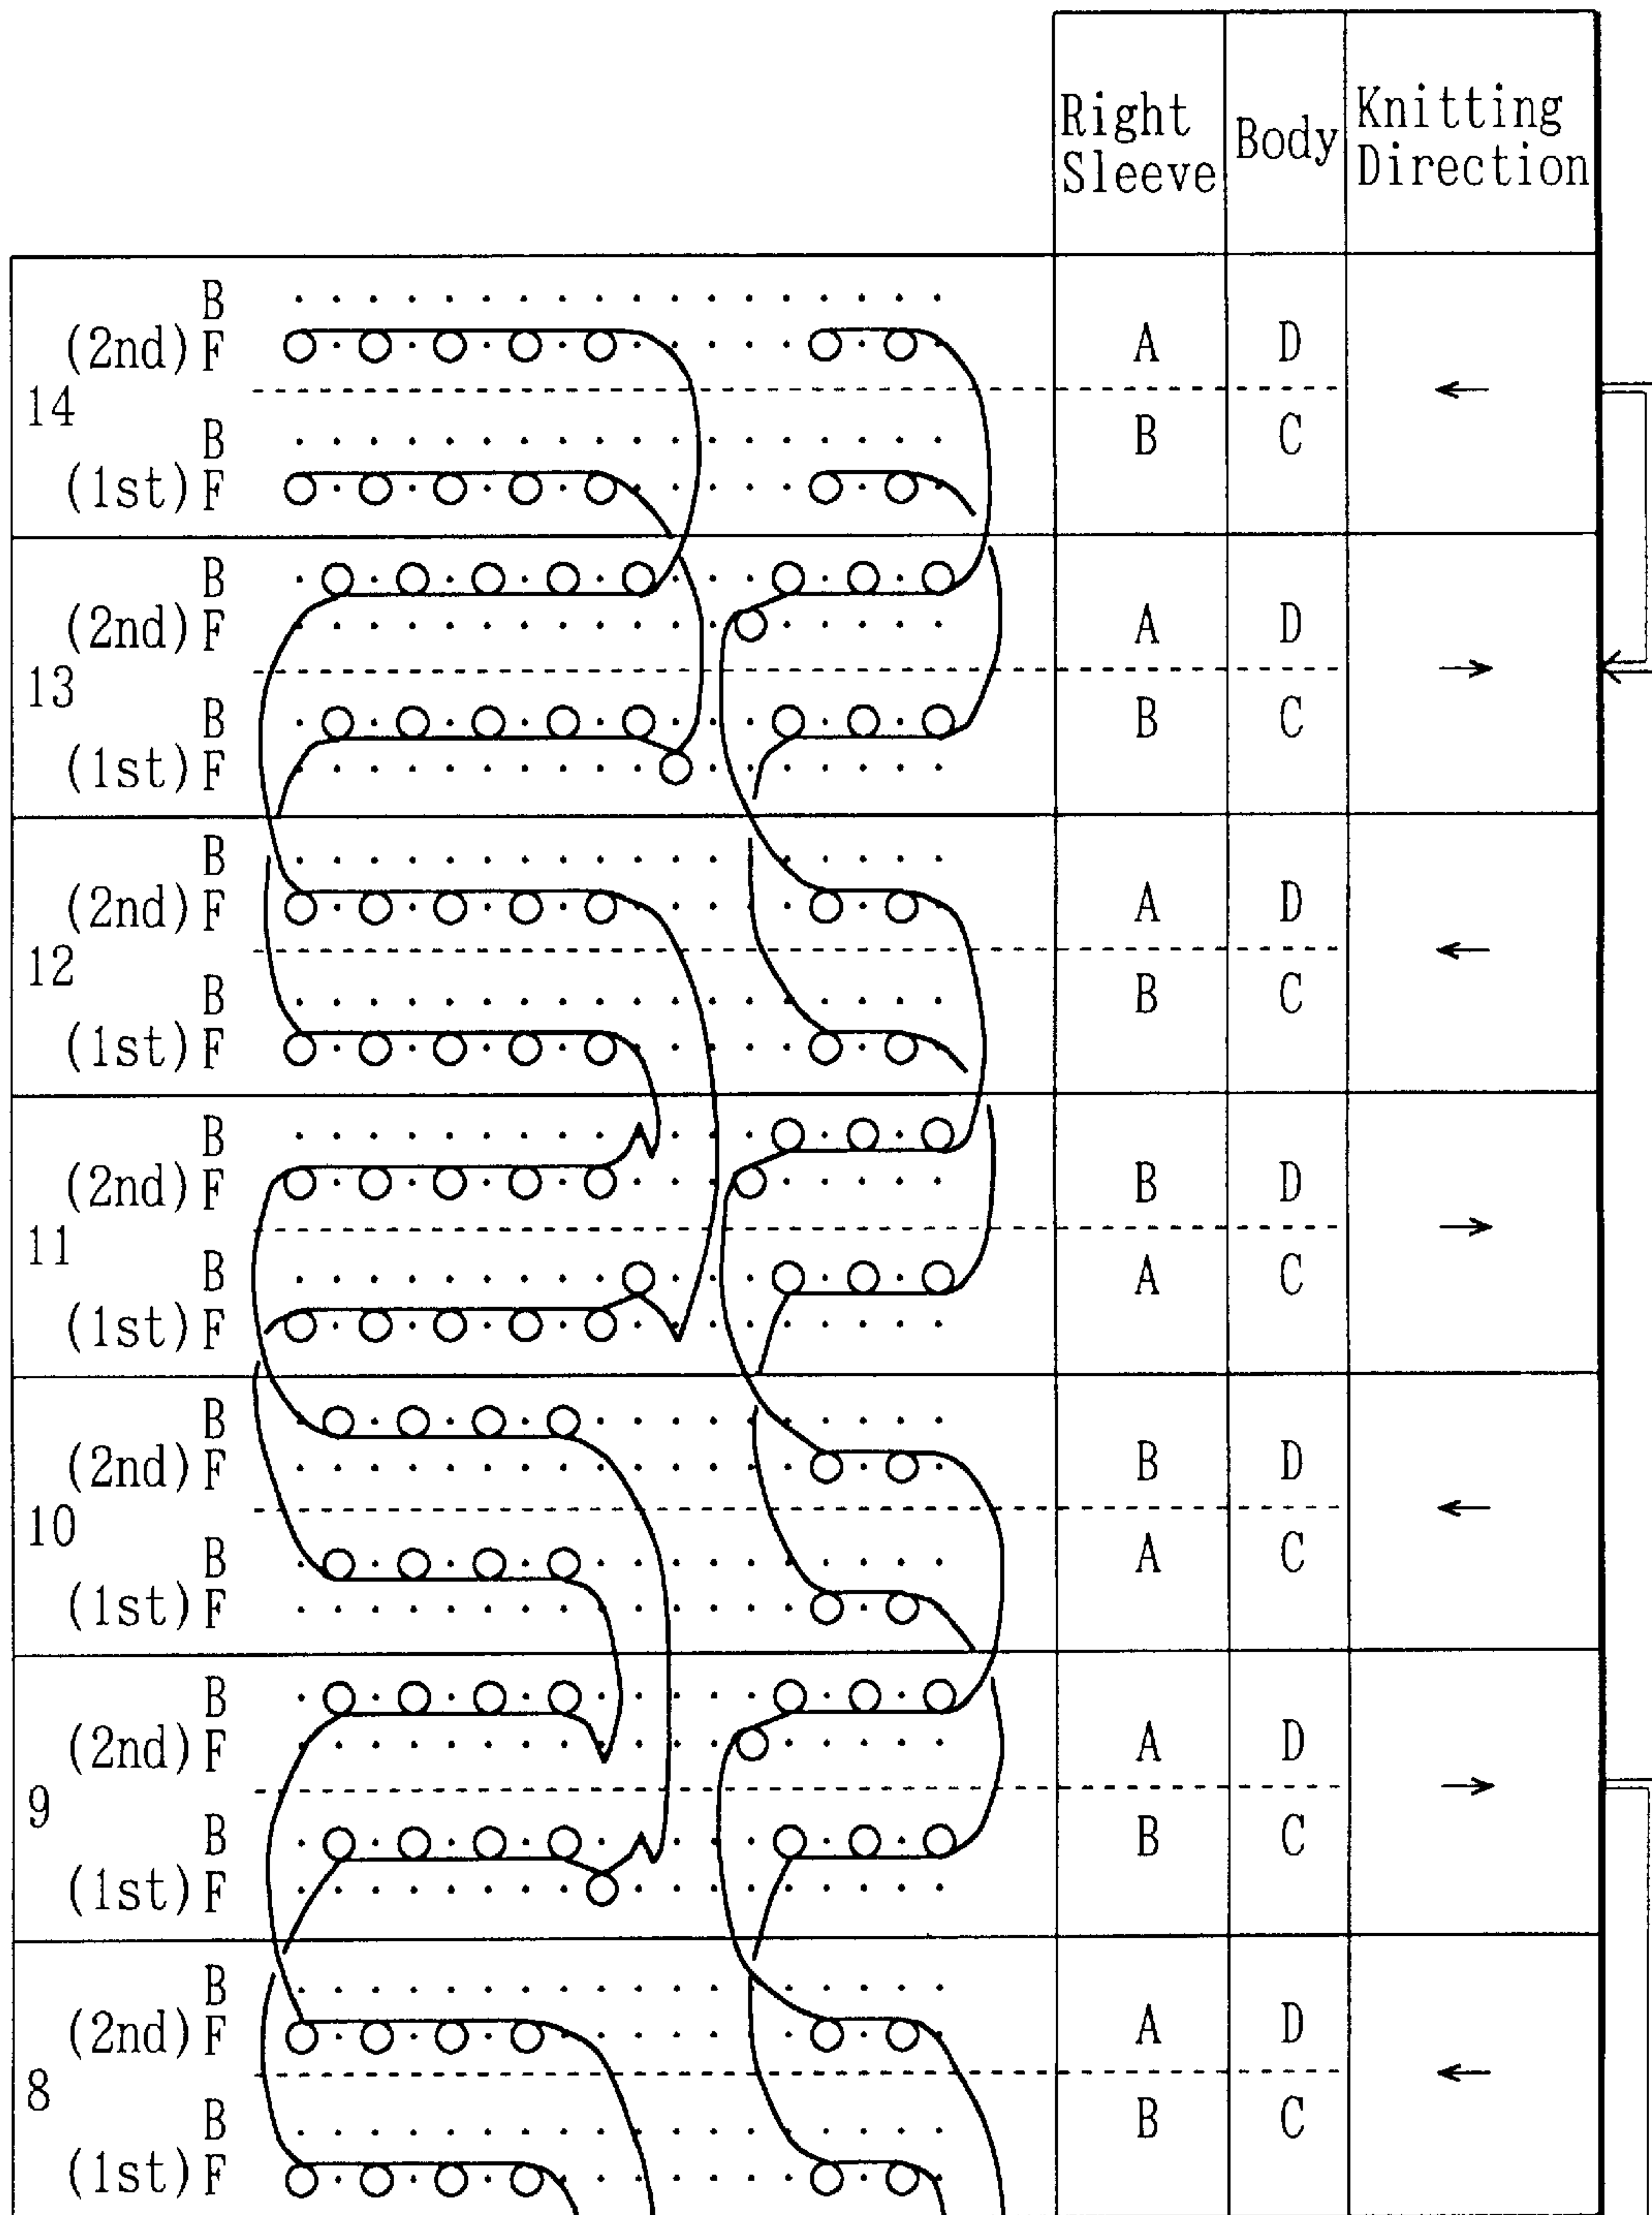 Right Sleeve Body Knitting Direction
B
(2nd) F A D
14
B B C
(1st) F
B
(2nd) F A D
13
B B C
(1st) F
B
(2nd) F A D
12
B B C
(1st) F
B
(2nd) F B D
11
B A C
(1st) F
B
(2nd) F B D
10
B A C
(1st) F
B
(2nd) F A D
9
B B C
(1st) F
B
(2nd) F A D
8
B B C
(1st) F